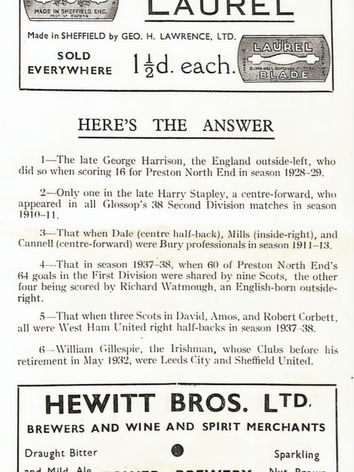 LAUREL
MADE IN SHEFFIELD, ENG.
Made in SHEFFIELD by GEO. H. LAWRENCE, LTD.
SOLD
EVERYWHERE
1½d. each.
THE
LAUREL
BLADE
HERE'S THE ANSWER
1—The late George Harrison, the England outside-left, who
did so when scoring 16 for Preston North End in season 1928-29.
2—Only one in the late Harry Stapley, a centre-forward, who
appeared in all Glossop's 38 Second Division matches in season
1910-11.
3—That when Dale (centre half-back), Mills (inside-right), and
Cannell (centre-forward) were Bury professionals in season 1911-13.
4—That in season 1937-38, when 60 of Preston North End's
64 goals in the First Division were shared by nine Scots, the other
four being scored by Richard Watmough, an English-born outside-
right.
5—That when three Scots in David, Amos, and Robert Corbett,
all were West Ham United right half-backs in season 1937-38.
6—William Gillespie, the Irishman, whose Clubs before his
retirement in May 1932, were Leeds City and Sheffield United.
HEWITT BROS. LTD.
BREWERS AND WINE AND SPIRIT MERCHANTS
Draught Bitter
Sparkling
and Mild Ale
TOWER BREWERY
Nut Brown